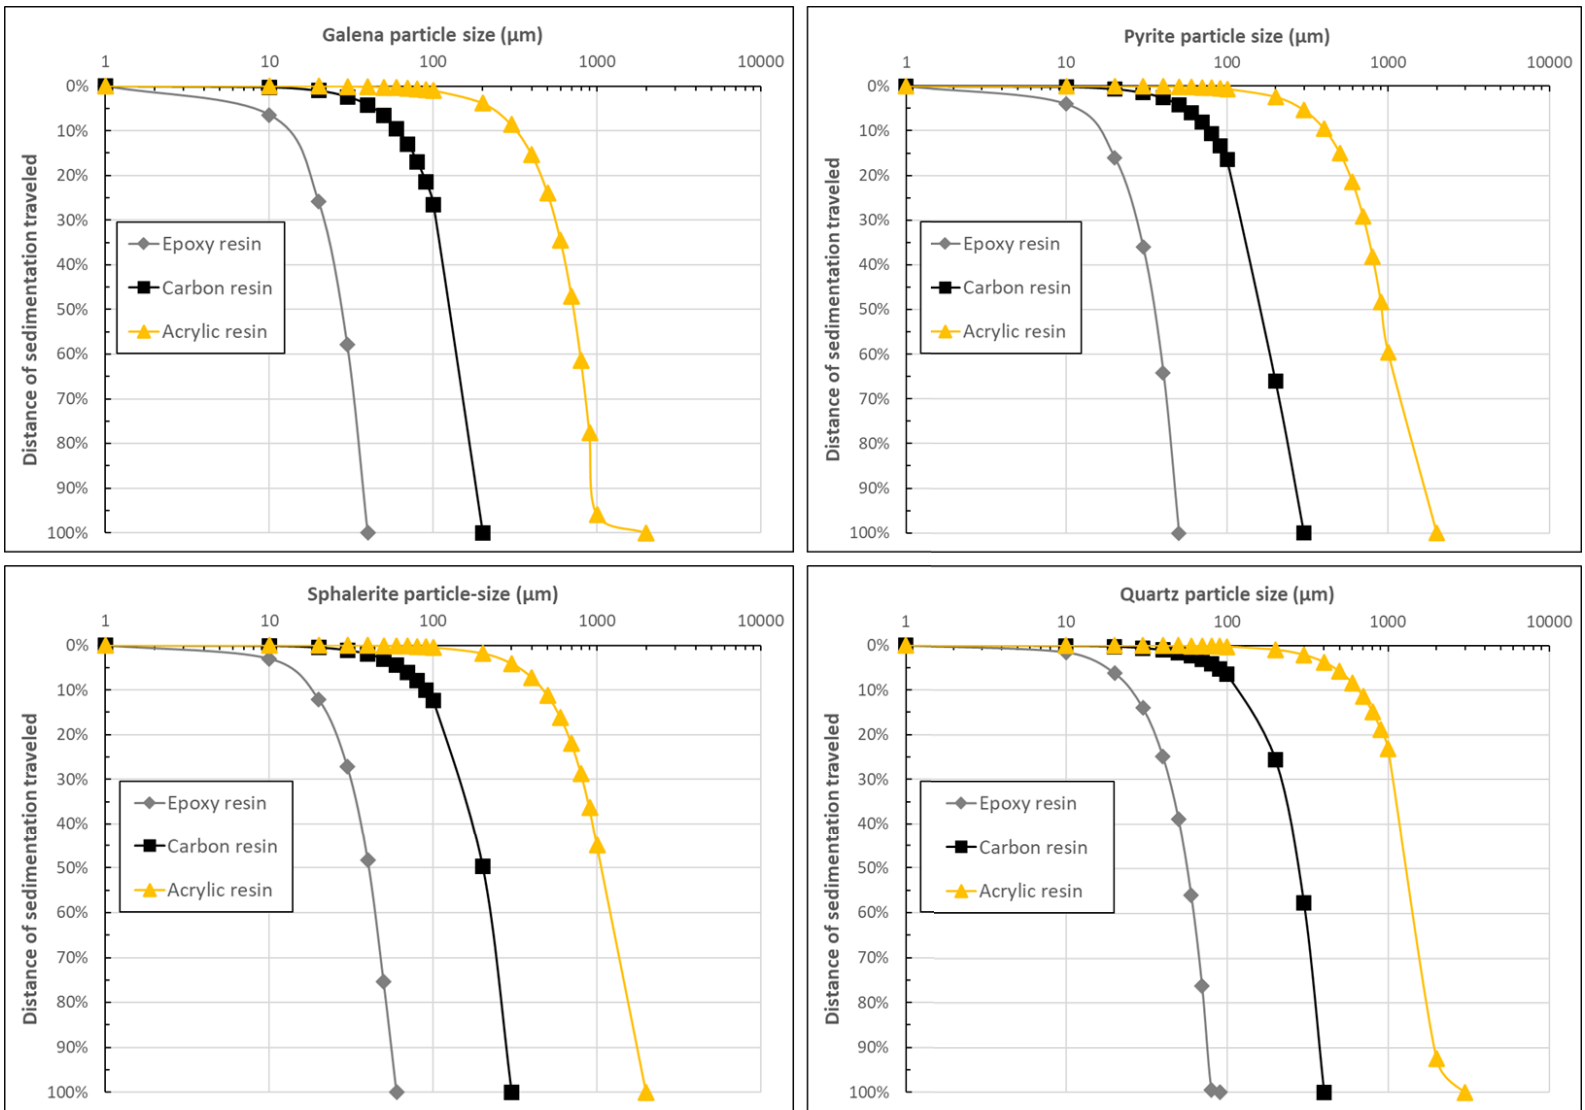 Galena particle size (μm)
1 10 100 1000 10000
0%
10%
20%
30%
40%
50%
60%
70%
80%
90%
100%
Distance of sedimentation traveled
Epoxy resin
Carbon resin
Acrylic resin
Pyrite particle size (μm)
1 10 100 1000 10000
0%
10%
20%
30%
40%
50%
60%
70%
80%
90%
100%
Distance of sedimentation traveled
Epoxy resin
Carbon resin
Acrylic resin
Sphalerite particle-size (μm)
1 10 100 1000 10000
0%
10%
20%
30%
40%
50%
60%
70%
80%
90%
100%
Distance of sedimentation traveled
Epoxy resin
Carbon resin
Acrylic resin
Quartz particle size (μm)
1 10 100 1000 10000
0%
10%
20%
30%
40%
50%
60%
70%
80%
90%
100%
Distance of sedimentation traveled
Epoxy resin
Carbon resin
Acrylic resin